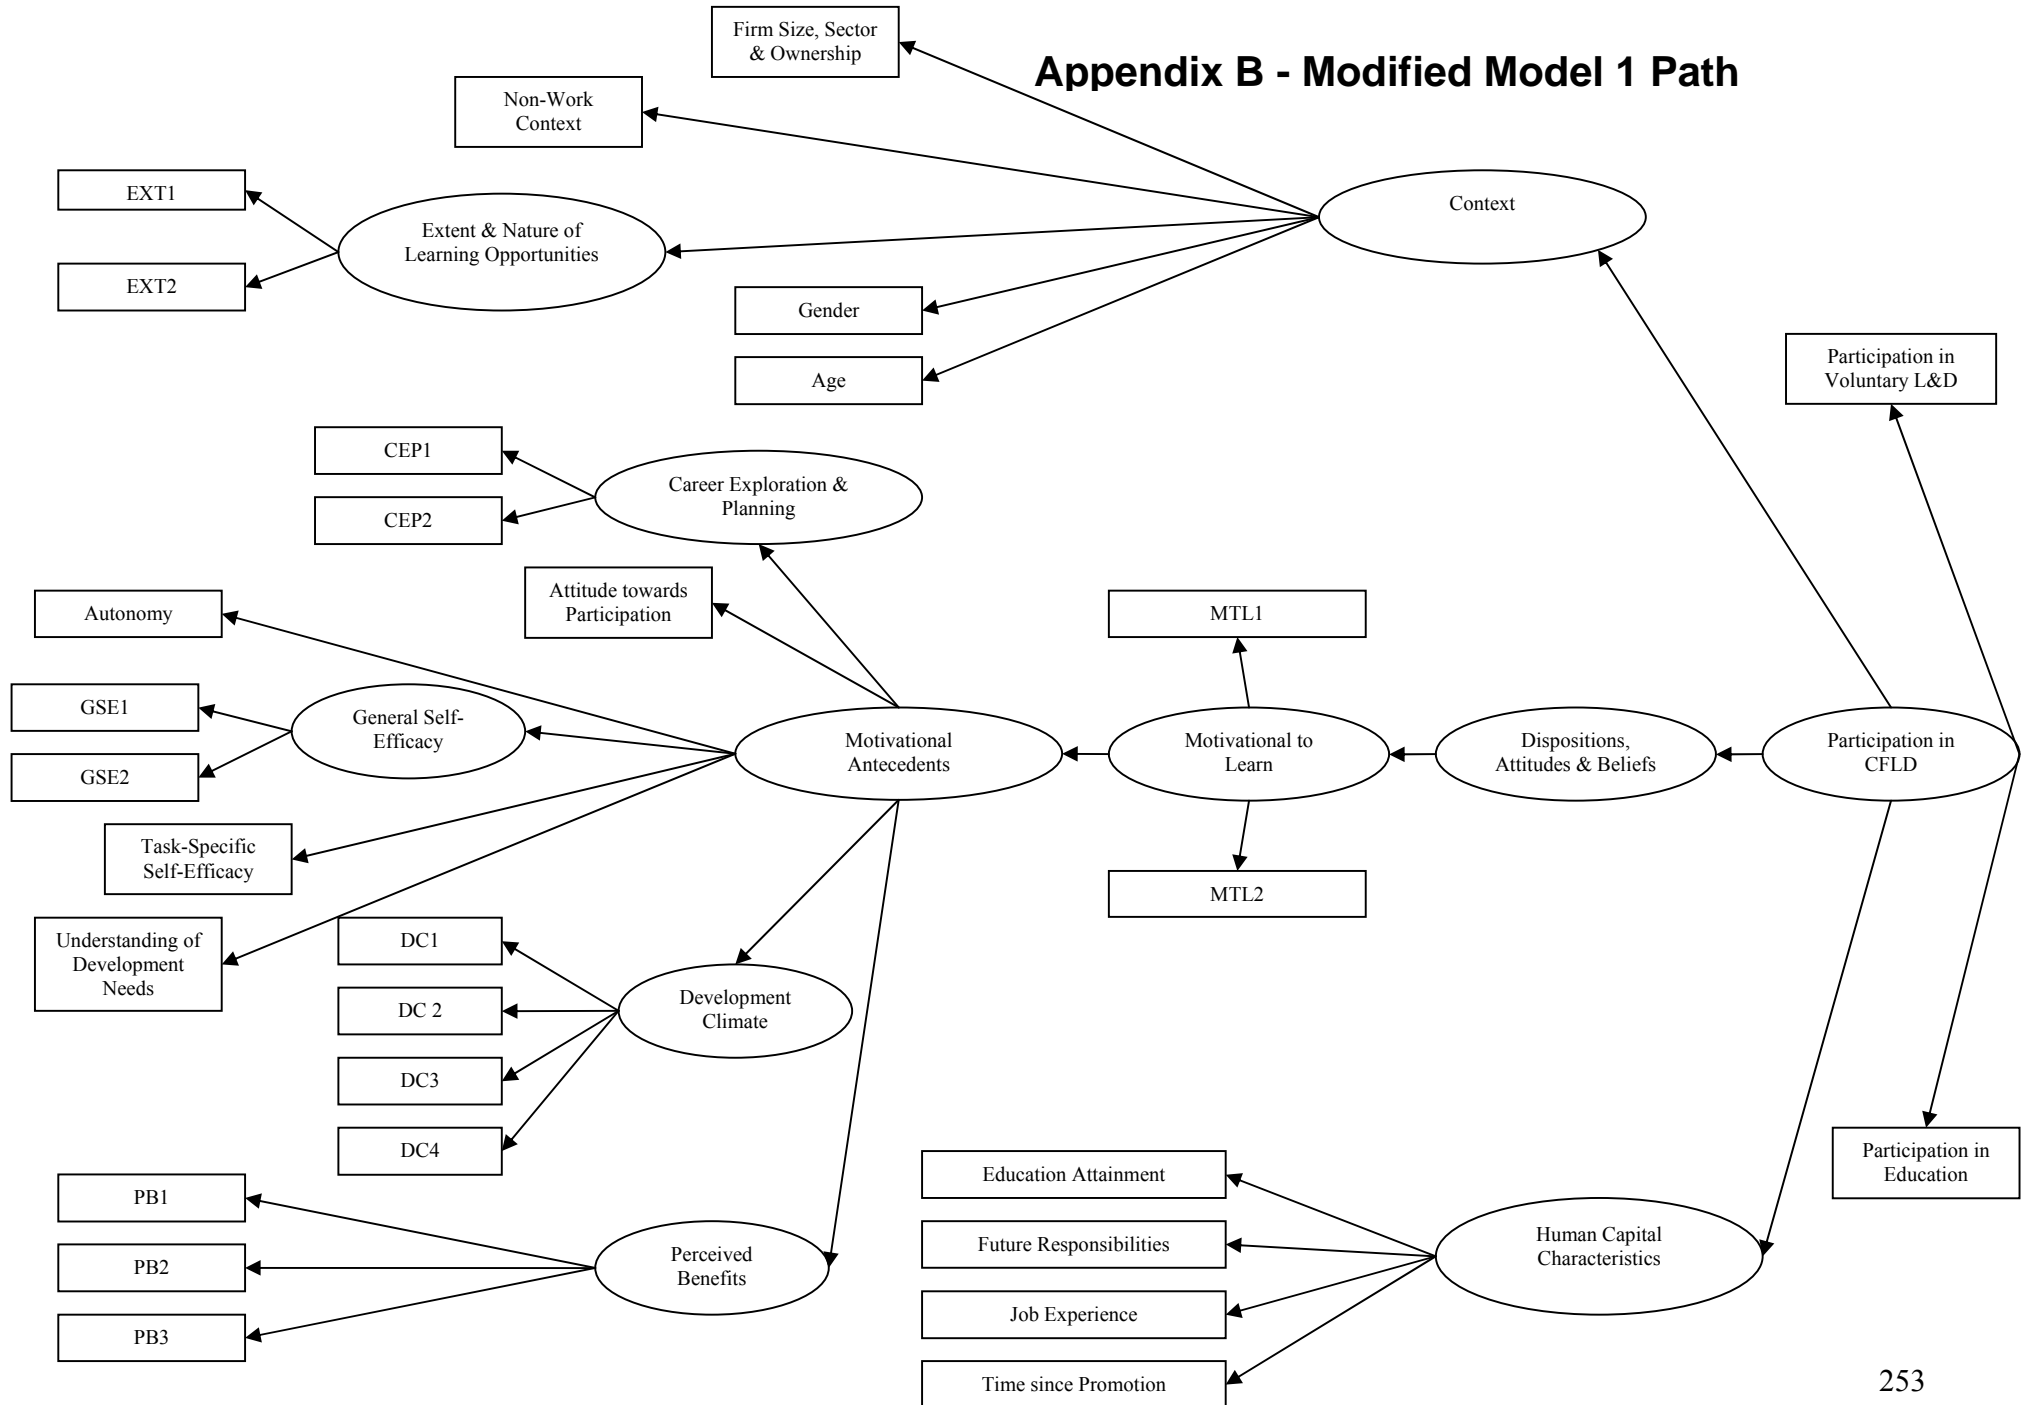 Firm Size, Sector
& Ownership
Appendix B - Modified Model 1 Path
Non-Work
Context
EXT1
Extent & Nature of
Learning Opportunities
EXT2
Context
Gender
Age
Participation in
Voluntary L&D
CEP1
CEP2
Career Exploration &
Planning
Attitude towards
Participation
Autonomy
MTL1
GSE1
GSE2
General Self-
Efficacy
Motivational
Antecedents
Motivational to
Learn
Dispositions,
Attitudes & Beliefs
Participation in
CFLD
Task-Specific
Self-Efficacy
MTL2
Understanding of
Development
Needs
DC1
DC 2
DC3
DC4
Development
Climate
PB1
PB2
PB3
Perceived
Benefits
Education Attainment
Future Responsibilities
Job Experience
Time since Promotion
Human Capital
Characteristics
Participation in
Education
253